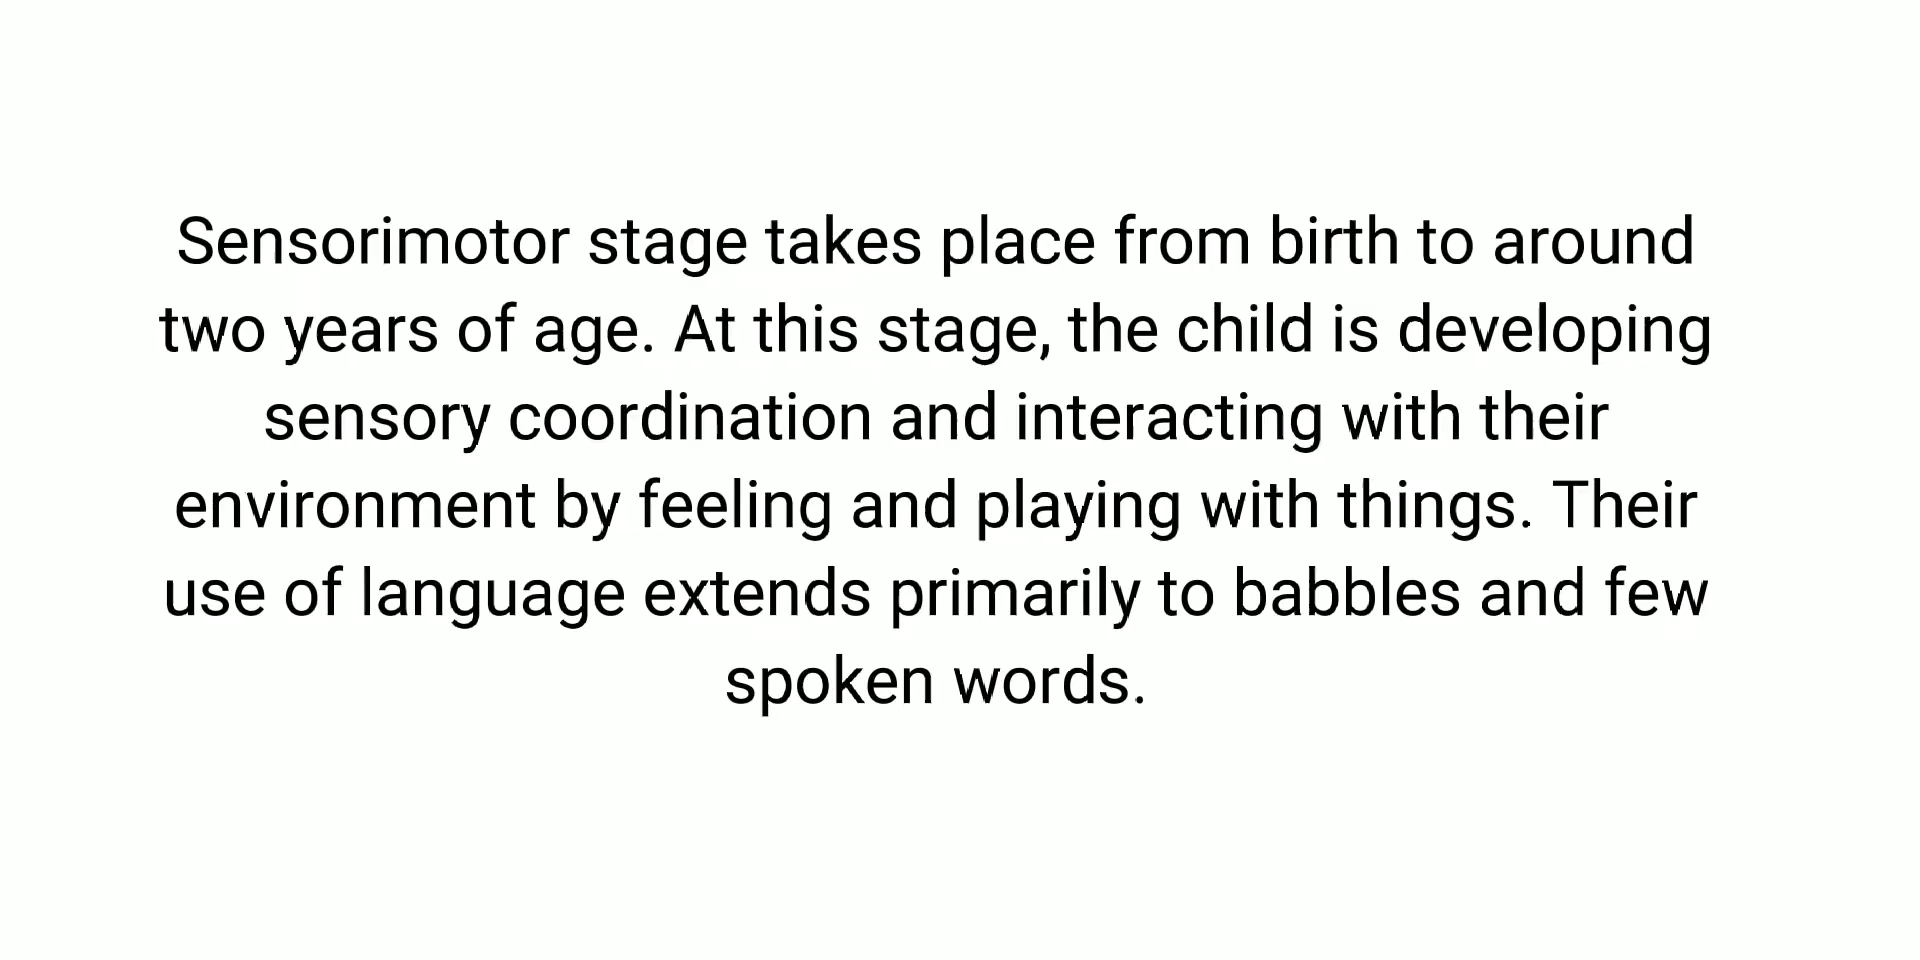 Sensorimotor stage takes place from birth to around
two years of age. At this stage, the child is developing
sensory coordination and interacting with their
environment by feeling and playing with things. Their
use of language extends primarily to babbles and few
spoken words.